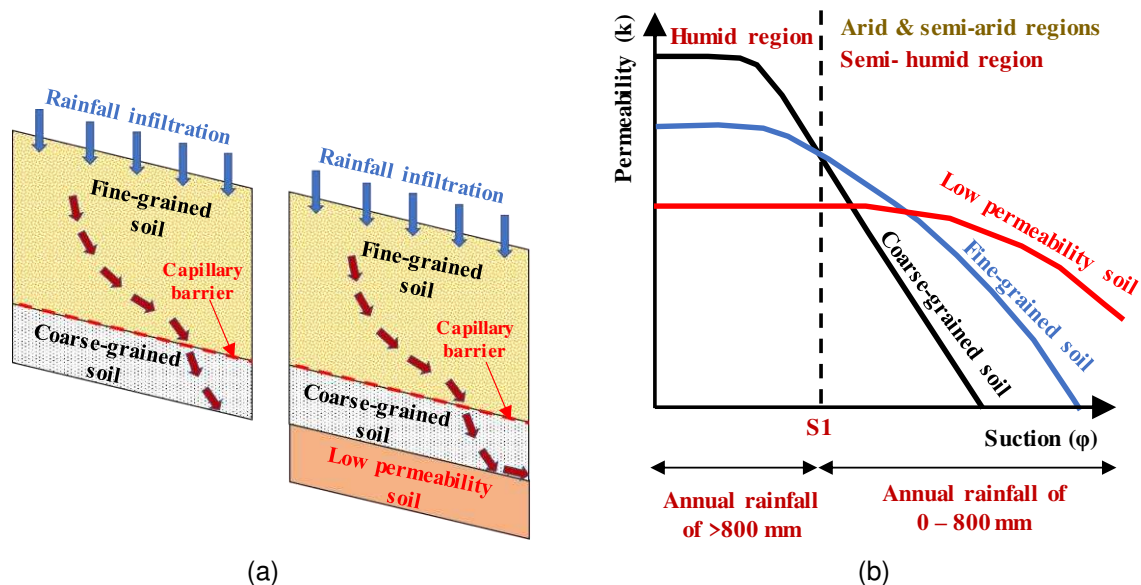 Rainfall infiltration
Fine-grained
soil
Capillary
barrier
Coarse-grained
soil
Rainfall infiltration
Fine-grained
soil
Capillary
barrier
Coarse-grained
soil
Low permeability
soil
(a)
Permeability (k)
Humid region
Arid & semi-arid regions
Semi- humid region
Low permeability soil
Fine-grained soil
Coarse-grained soil
S1
Suction (φ)
Annual rainfall
of >800 mm
Annual rainfall of
0 – 800 mm
(b)